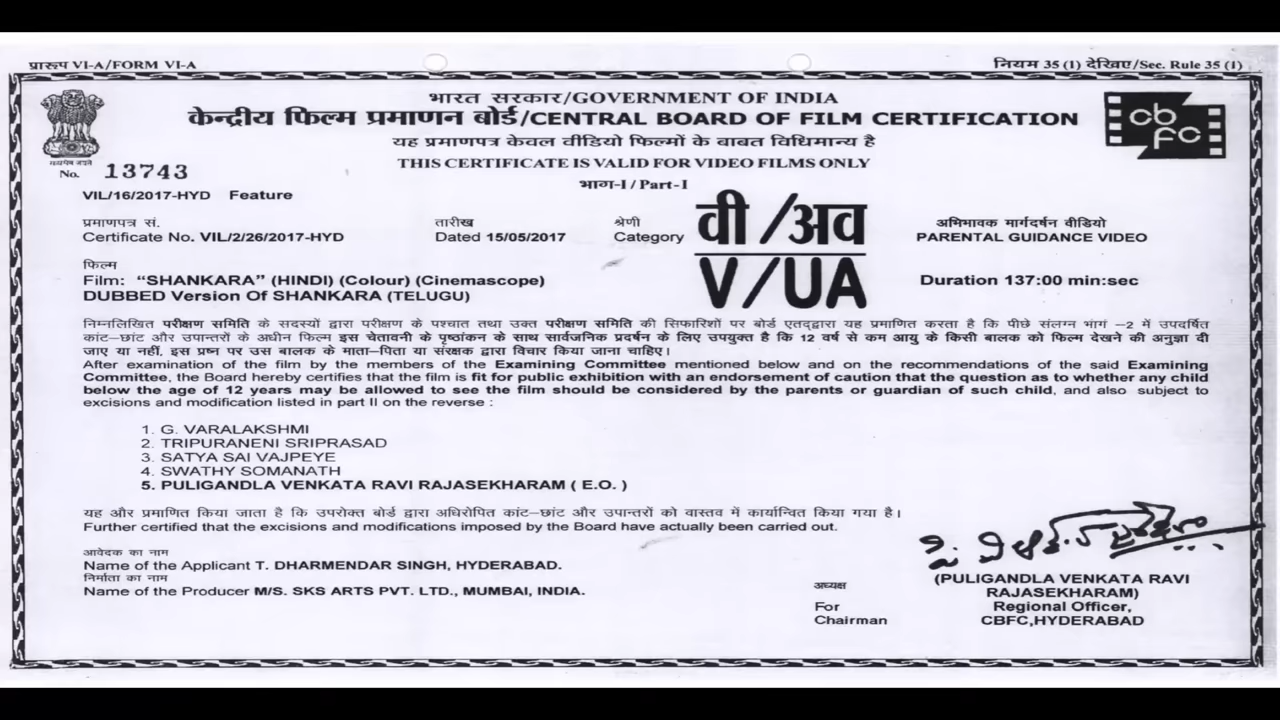 प्रारूप VI-A/FORM VI-A
नियम 35 (1) देखिए/Sec. Rule 35 (1)
भारत सरकार/GOVERNMENT OF INDIA
केन्द्रीय फिल्म प्रमाणन बोर्ड/CENTRAL BOARD OF FILM CERTIFICATION
cb
fc
यह प्रमाणपत्र केवल वीडियो फिल्मों के बाबत विधिमान्य है
THIS CERTIFICATE IS VALID FOR VIDEO FILMS ONLY
सत्यमेव जयते
No. 13743
भाग-I / Part-I
VIL/16/2017-HYD Feature
प्रमाणपत्र सं. तारीख श्रेणी वी/अव अभिभावक मार्गदर्शन वीडियो
Certificate No. VIL/2/26/2017-HYD Dated 15/05/2017 Category V/UA PARENTAL GUIDANCE VIDEO
फिल्म
Film: “SHANKARA” (HINDI) (Colour) (Cinemascope) Duration 137:00 min:sec
DUBBED Version Of SHANKARA (TELUGU)
निम्नलिखित परीक्षण समिति के सदस्यों द्वारा परीक्षण के पश्चात तथा उक्त परीक्षण समिति की सिफारिशों पर बोर्ड एतद्द्वारा यह प्रमाणित करता है कि पीछे संलग्न भाग -2 में उपदर्षित
कांट-छांट और उपान्तरों के अधीन फिल्म इस चेतावनी के पृष्ठांकन के साथ सार्वजनिक प्रदर्षन के लिए उपयुक्त है कि 12 वर्ष से कम आयु के किसी बालक को फिल्म देखने की अनुज्ञा दी
जाए या नहीं, इस प्रष्न पर उस बालक के माता-पिता या संरक्षक द्वारा विचार किया जाना चाहिए।
After examination of the film by the members of the Examining Committee mentioned below and on the recommendations of the said Examining
Committee, the Board hereby certifies that the film is fit for public exhibition with an endorsement of caution that the question as to whether any child
below the age of 12 years may be allowed to see the film should be considered by the parents or guardian of such child, and also subject to
excisions and modification listed in part II on the reverse :
1. G. VARALAKSHMI
2. TRIPURANENI SRIPRASAD
3. SATYA SAI VAJPEYE
4. SWATHY SOMANATH
5. PULIGANDLA VENKATA RAVI RAJASEKHARAM ( E.O. )
यह और प्रमाणित किया जाता है कि उपरोक्त बोर्ड द्वारा अधिरोपित कांट-छांट और उपान्तरों को वास्तव में कार्यान्वित किया गया है।
Further certified that the excisions and modifications imposed by the Board have actually been carried out.
आवेदक का नाम
Name of the Applicant T. DHARMENDAR SINGH, HYDERABAD.
निर्माता का नाम
Name of the Producer M/S. SKS ARTS PVT. LTD., MUMBAI, INDIA.
अध्यक्ष
For
Chairman
(PULIGANDLA VENKATA RAVI
RAJASEKHARAM)
Regional Officer,
CBFC,HYDERABAD